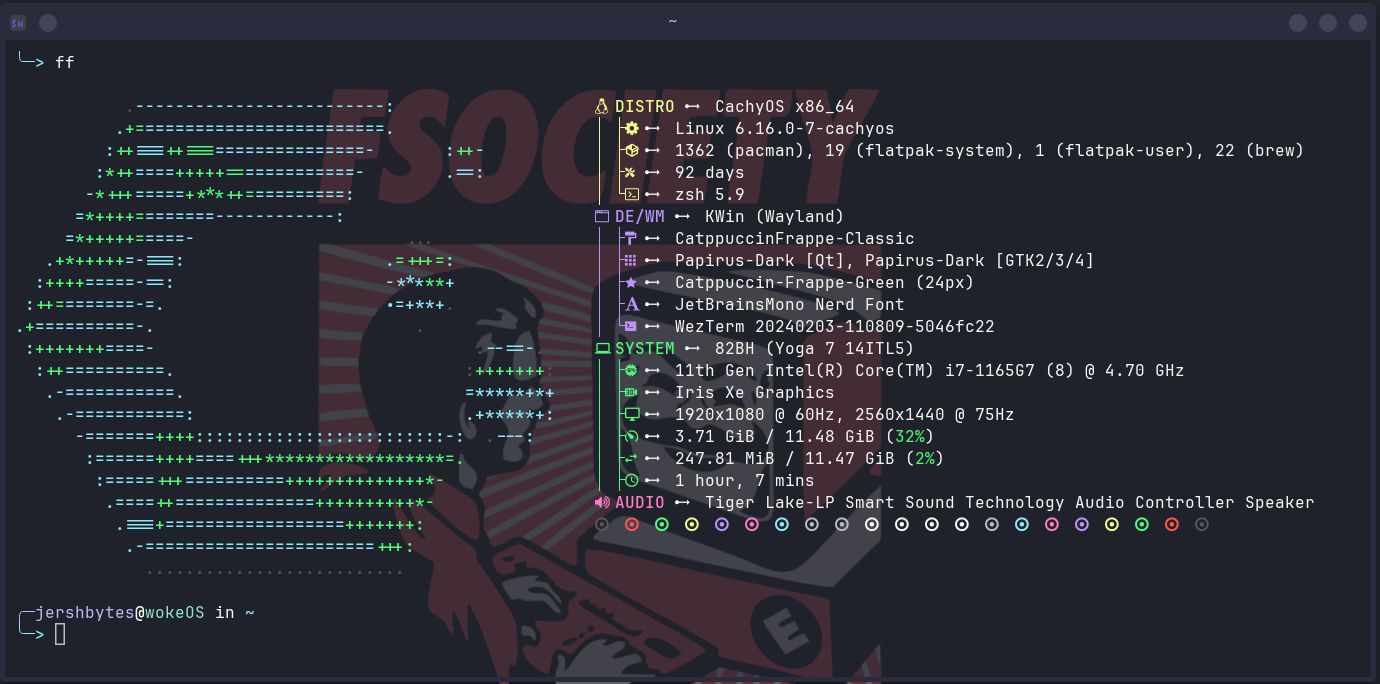 $W
~
╰─> ff
FSOCIETY
DISTRO CachyOS x86_64
Linux 6.16.0-7-cachyos
1362 (pacman), 19 (flatpak-system), 1 (flatpak-user), 22 (brew)
92 days
zsh 5.9
DE/WM KWin (Wayland)
CatppuccinFrappe-Classic
Papirus-Dark [Qt], Papirus-Dark [GTK2/3/4]
Catppuccin-Frappe-Green (24px)
JetBrainsMono Nerd Font
WezTerm 20240203-110809-5046fc22
SYSTEM 82BH (Yoga 7 14ITL5)
11th Gen Intel(R) Core(TM) i7-1165G7 (8) @ 4.70 GHz
Iris Xe Graphics
1920x1080 @ 60Hz, 2560x1440 @ 75Hz
3.71 GiB / 11.48 GiB (32%)
247.81 MiB / 11.47 GiB (2%)
1 hour, 7 mins
AUDIO Tiger Lake-LP Smart Sound Technology Audio Controller Speaker
E
╭─jershbytes@wokeOS in ~
╰─>